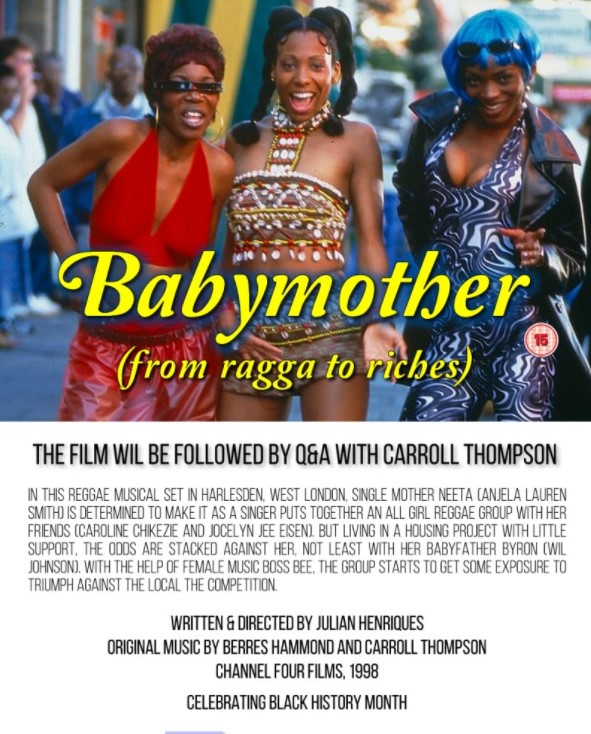 Babymother
(from ragga to riches)
15
THE FILM WIL BE FOLLOWED BY Q&A WITH CARROLL THOMPSON
IN THIS REGGAE MUSICAL SET IN HARLESDEN, WEST LONDON, SINGLE MOTHER NEETA (ANJELA LAUREN
SMITH) IS DETERMINED TO MAKE IT AS A SINGER PUTS TOGETHER AN ALL GIRL REGGAE GROUP WITH HER
FRIENDS (CAROLINE CHIKEZIE AND JOCELYN JEE EISEN). BUT LIVING IN A HOUSING PROJECT WITH LITTLE
SUPPORT, THE ODDS ARE STACKED AGAINST HER, NOT LEAST WITH HER BABYFATHER BYRON (WIL
JOHNSON). WITH THE HELP OF FEMALE MUSIC BOSS BEE, THE GROUP STARTS TO GET SOME EXPOSURE TO
TRIUMPH AGAINST THE LOCAL THE COMPETITION.
WRITTEN & DIRECTED BY JULIAN HENRIQUES
ORIGINAL MUSIC BY BERRES HAMMOND AND CARROLL THOMPSON
CHANNEL FOUR FILMS, 1998
CELEBRATING BLACK HISTORY MONTH